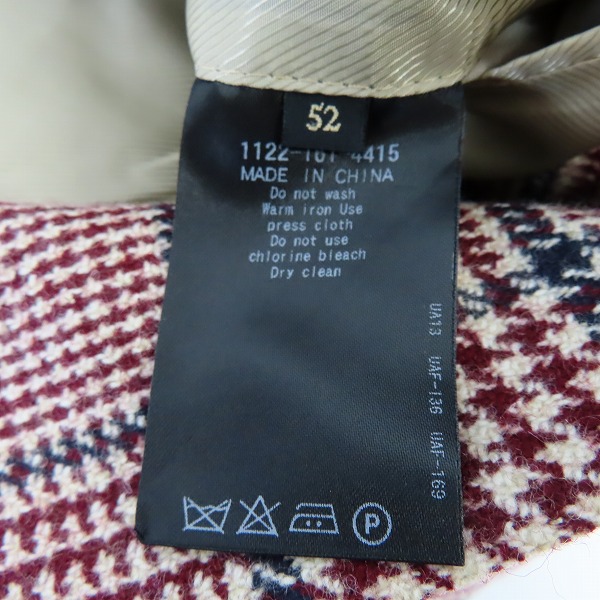 52
1122-161-4415
MADE IN CHINA
Do not wash
Warm iron Use
press cloth
Do not use
chlorine bleach
Dry clean
UA13 UAF-136 UAF-169
P